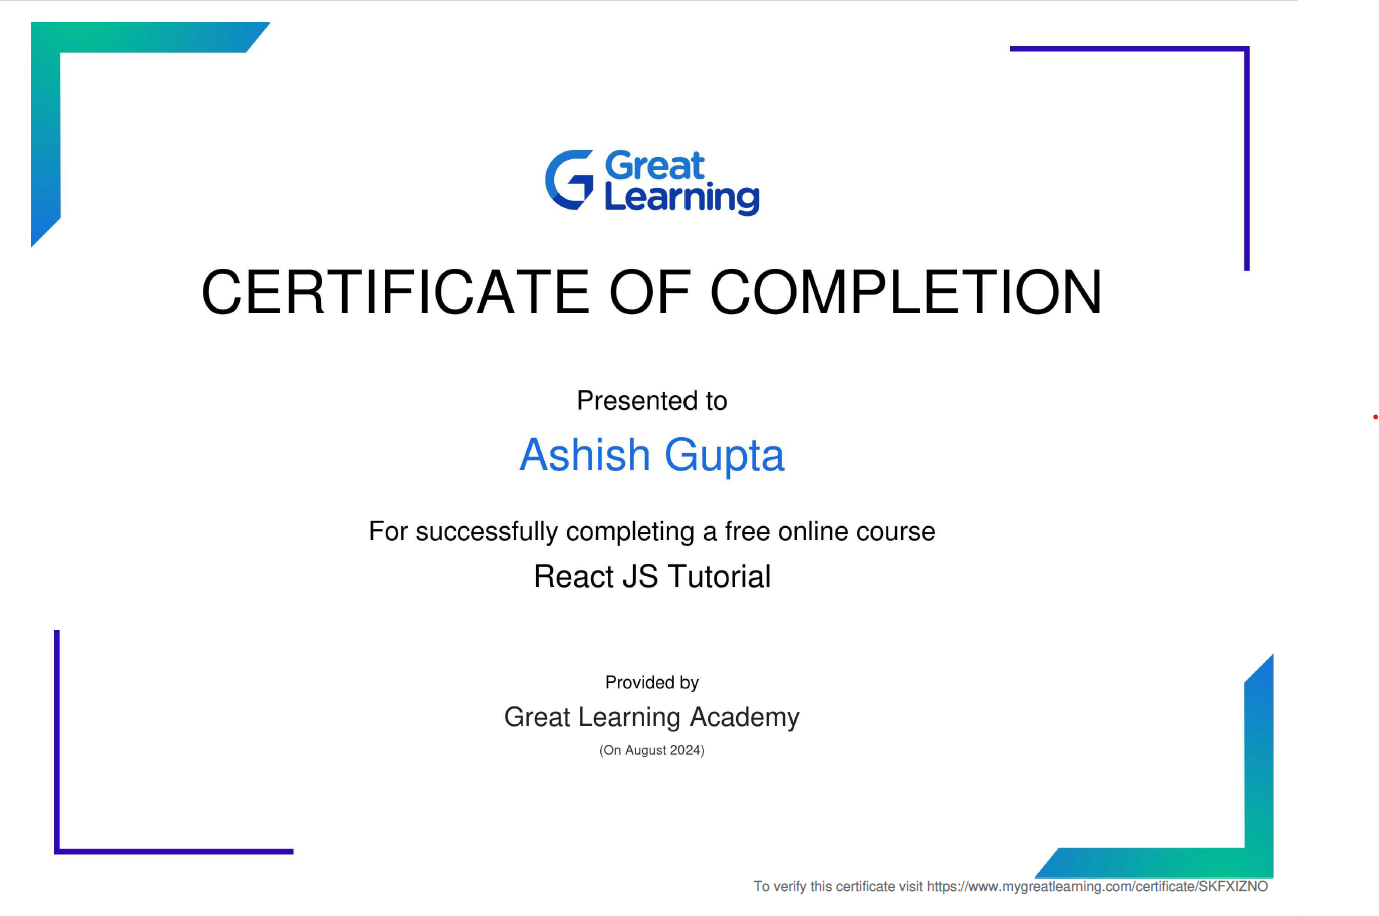 Great
Learning
CERTIFICATE OF COMPLETION
Presented to
Ashish Gupta
For successfully completing a free online course
React JS Tutorial
Provided by
Great Learning Academy
(On August 2024)
To verify this certificate visit https://www.mygreatlearning.com/certificate/SKFXIZNO